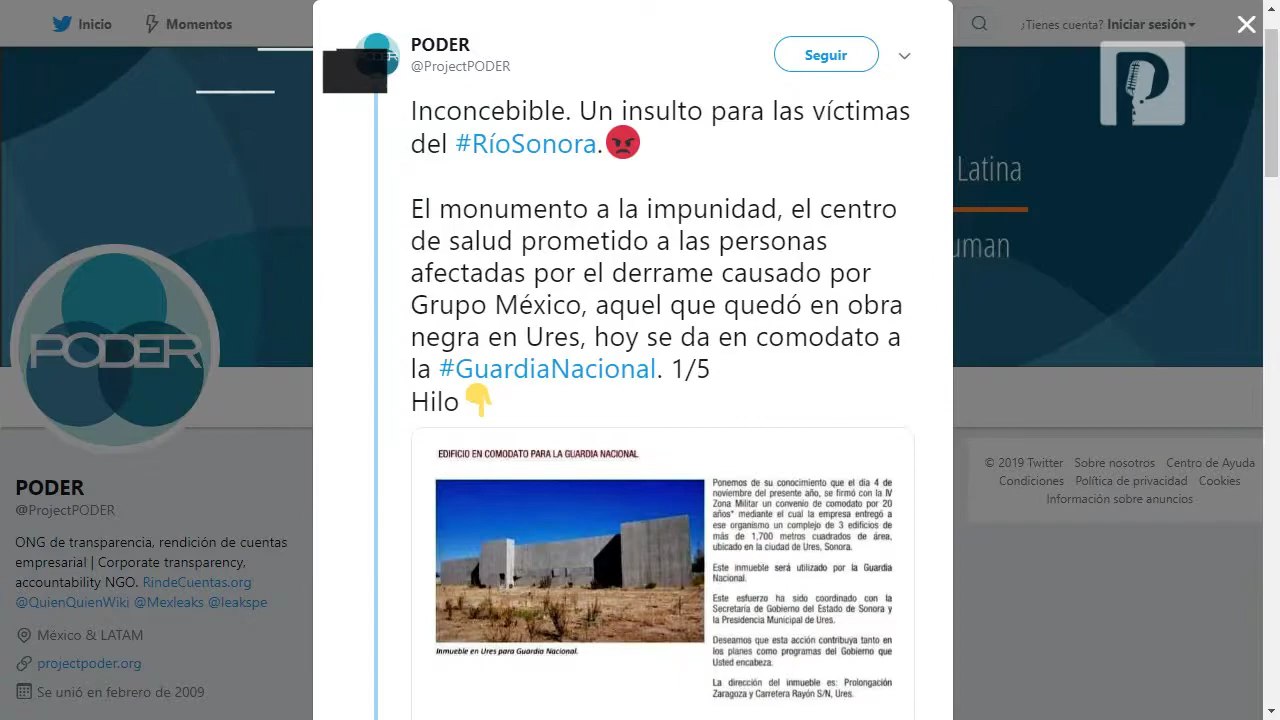 Inicio
Momentos
¿Tienes cuenta? Iniciar sesión
PODER
@ProjectPODER
Seguir
Inconcebible. Un insulto para las víctimas
del #RíoSonora.
El monumento a la impunidad, el centro
de salud prometido a las personas
afectadas por el derrame causado por
Grupo México, aquel que quedó en obra
negra en Ures, hoy se da en comodato a
la #GuardiaNacional. 1/5
Hilo
EDIFICIO EN COMODATO PARA LA GUARDIA NACIONAL
Ponemos de su conocimiento que el día 4 de
noviembre del presente año, se firmó con la IV
Zona Militar un convenio de comodato por 20
años* mediante el cual la empresa entregó a
ese organismo un complejo de 3 edificios de
más de 1,700 metros cuadrados de área,
ubicado en la ciudad de Ures, Sonora.
Este inmueble será utilizado por la Guardia
Nacional.
Este esfuerzo ha sido coordinado con la
Secretaría de Gobierno del Estado de Sonora y
la Presidencia Municipal de Ures.
Deseamos que esta acción contribuya tanto en
los planes como programas del Gobierno que
Usted encabeza.
La dirección del inmueble es: Prolongación
Zaragoza y Carretera Rayón S/N, Ures.
Inmueble en Ures para Guardia Nacional.
PODER
PODER
@ProjectPODER
ONG de transparencia, rendición de cuentas
empresarial | Corporate transparency,
accountability NGO. RindeCuentas.org
@QuienQuienWiki @Mexleaks @leakspe
México & LATAM
projectpoder.org
Se unió en febrero de 2009
Latina
uman
© 2019 Twitter Sobre nosotros Centro de Ayuda
Condiciones Política de privacidad Cookies
Información sobre anuncios